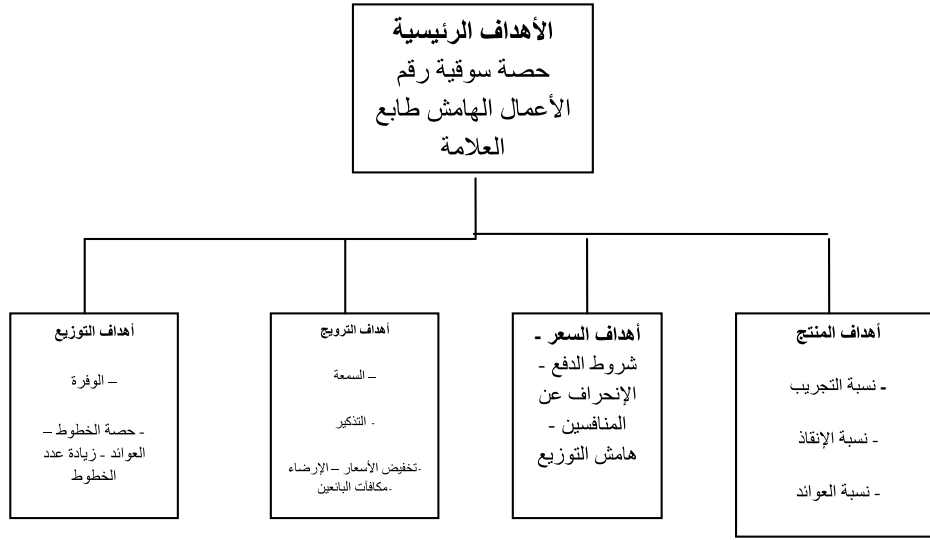 الأهداف الرئيسية
حصة سوقية رقم
الأعمال الهامش طابع
العلامة
أهداف المنتج
- نسبة التجريب
- نسبة الإنقاذ
- نسبة العوائد
أهداف السعر -
شروط الدفع -
الإنحراف عن
المنافسين -
هامش التوزيع
أهداف الترويج
– السمعة
- التذكير
-تخفيض الأسعار – الإرضاء
-مكافآت البائعين
أهداف التوزيع
– الوفرة
- حصة الخطوط –
العوائد - زيادة عدد
الخطوط